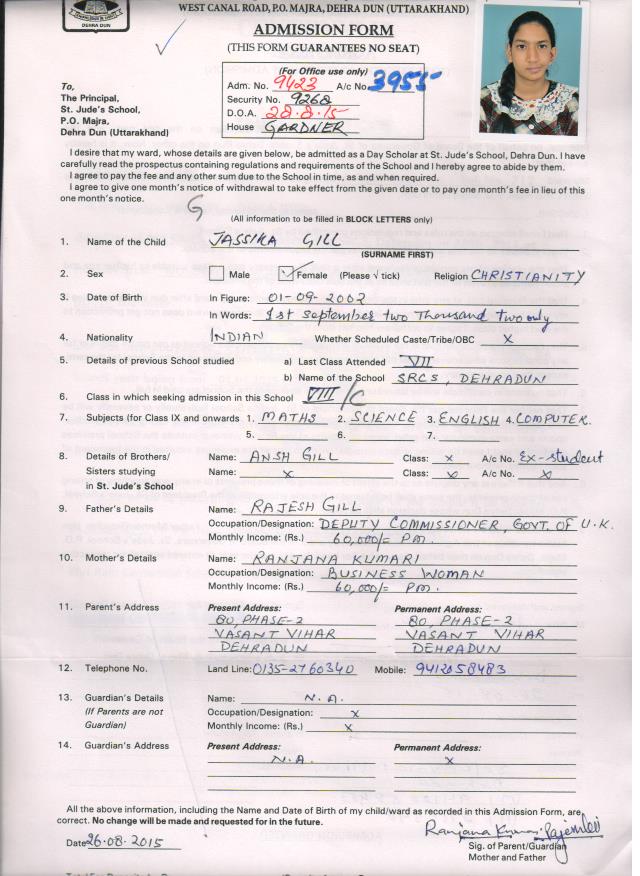 DEHRA DUN
WEST CANAL ROAD, P.O. MAJRA, DEHRA DUN (UTTARAKHAND)
ADMISSION FORM
(THIS FORM GUARANTEES NO SEAT)
(For Office use only)
Adm. No. 9423 A/c No. 3955
Security No. 9268
D.O.A. 28.8.15
House GARDNER
To,
The Principal,
St. Jude's School,
P.O. Majra,
Dehra Dun (Uttarakhand)
I desire that my ward, whose details are given below, be admitted as a Day Scholar at St. Jude's School, Dehra Dun. I have
carefully read the prospectus containing regulations and requirements of the School and I hereby agree to abide by them.
I agree to pay the fee and any other sum due to the School in time, as and when required.
I agree to give one month's notice of withdrawal to take effect from the given date or to pay one month's fee in lieu of this
one month's notice.
G
(All information to be filled in BLOCK LETTERS only)
1. Name of the Child JASSIKA GILL
(SURNAME FIRST)
2. Sex Male Female (Please √ tick) Religion CHRISTIANITY
3. Date of Birth In Figure: 01-09-2002
In Words: 1st September two Thousand two only
4. Nationality INDIAN Whether Scheduled Caste/Tribe/OBC x
5. Details of previous School studied a) Last Class Attended VII
b) Name of the School SRCS, DEHRADUN
6. Class in which seeking admission in this School VIII/C
7. Subjects (for Class IX and onwards 1. MATHS 2. SCIENCE 3. ENGLISH 4. COMPUTER.
5. 6. 7.
8. Details of Brothers/ Name: ANSH GILL Class: x A/c No. Ex-student
Sisters studying Name: x Class: x A/c No. x
in St. Jude's School
9. Father's Details Name: RAJESH GILL
Occupation/Designation: DEPUTY COMMISSIONER, GOVT. OF U.K.
Monthly Income: (Rs.) 60,000/= PM.
10. Mother's Details Name: RANJANA KUMARI
Occupation/Designation: BUSINESS WOMAN
Monthly Income: (Rs.) 60,000/= PM.
11. Parent's Address Present Address: Permanent Address:
80, PHASE-2 80, PHASE-2
VASANT VIHAR VASANT VIHAR
DEHRADUN DEHRADUN
12. Telephone No. Land Line: 0135-2760340 Mobile: 9412058483
13. Guardian's Details Name: N.A.
(If Parents are not Occupation/Designation: x
Guardian) Monthly Income: (Rs.) x
14. Guardian's Address Present Address: Permanent Address:
N.A. x
All the above information, including the Name and Date of Birth of my child/ward as recorded in this Admission Form, are
correct. No change will be made and requested for in the future.
Date 26.08.2015 Ranjana Kumari
Sig. of Parent/Guardian
Mother and Father